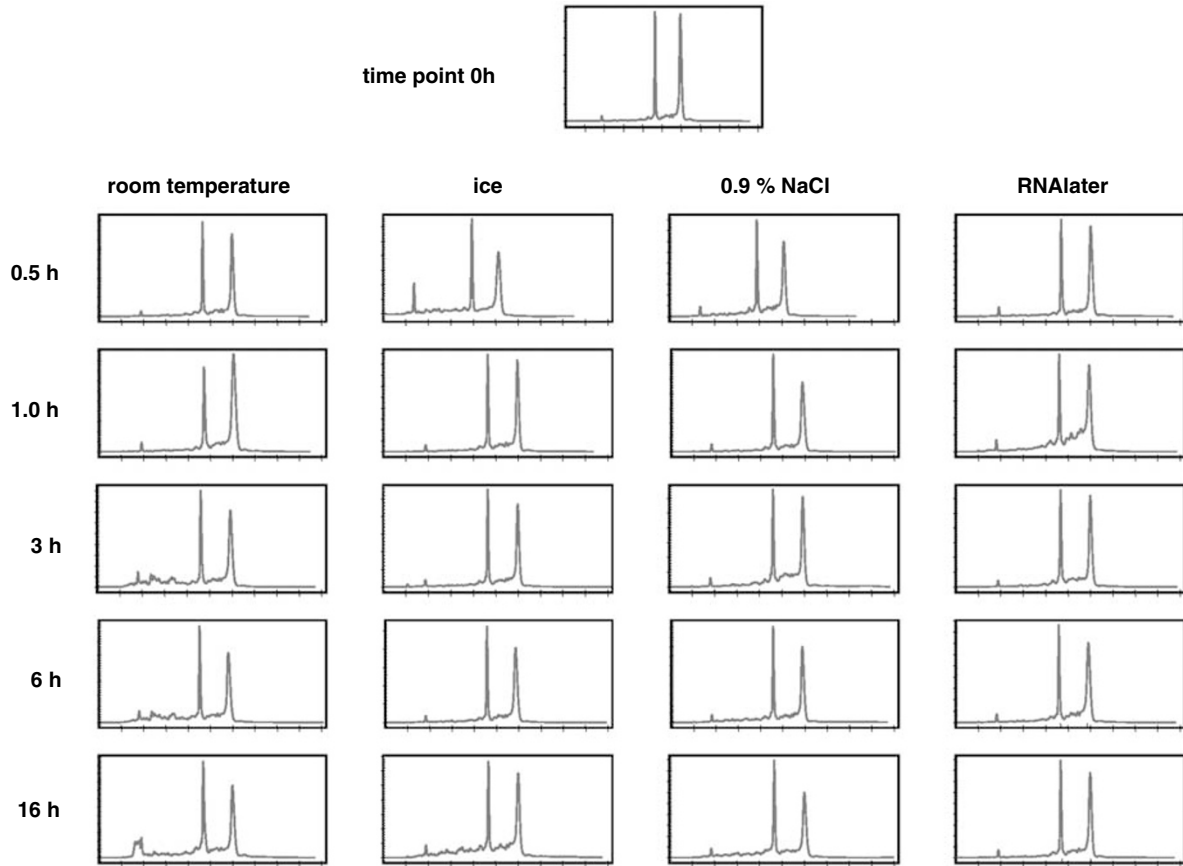 time point 0h
room temperature ice 0.9 % NaCl RNAlater
0.5 h
1.0 h
3 h
6 h
16 h